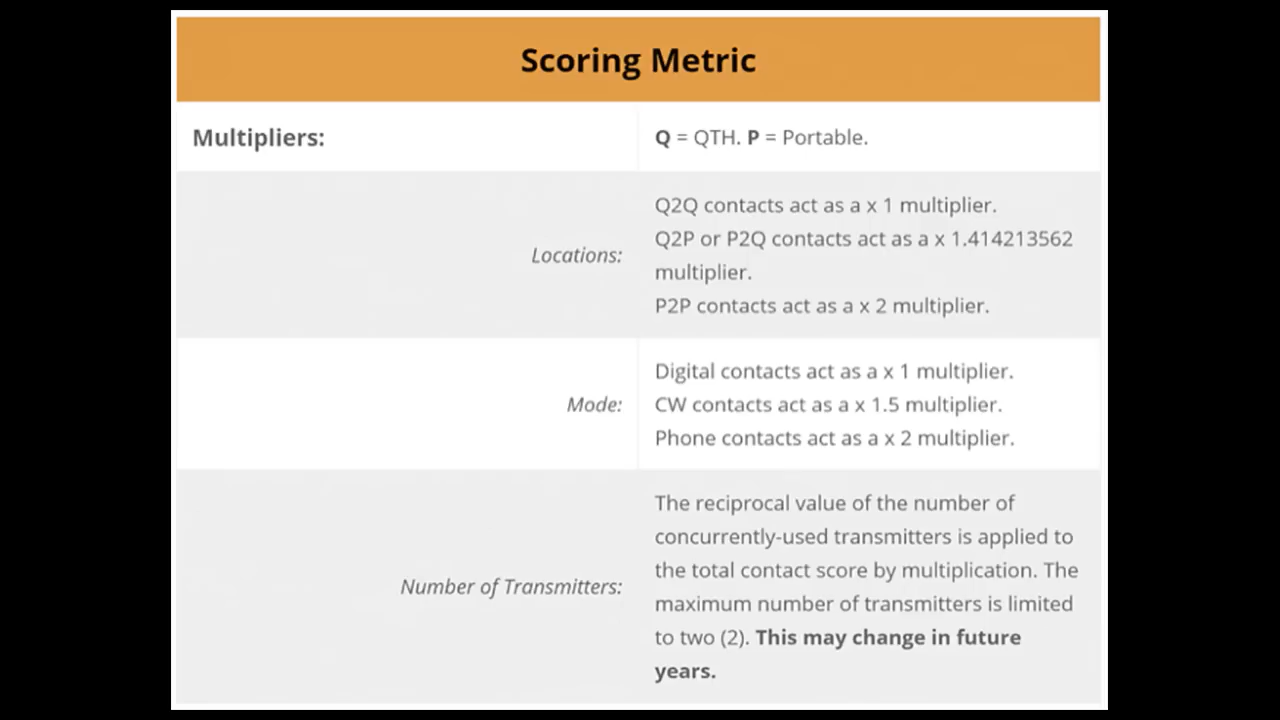 Scoring Metric
Multipliers:
Q = QTH. P = Portable.
Locations:
Q2Q contacts act as a x 1 multiplier.
Q2P or P2Q contacts act as a x 1.414213562
multiplier.
P2P contacts act as a x 2 multiplier.
Mode:
Digital contacts act as a x 1 multiplier.
CW contacts act as a x 1.5 multiplier.
Phone contacts act as a x 2 multiplier.
Number of Transmitters:
The reciprocal value of the number of
concurrently-used transmitters is applied to
the total contact score by multiplication. The
maximum number of transmitters is limited
to two (2). This may change in future
years.